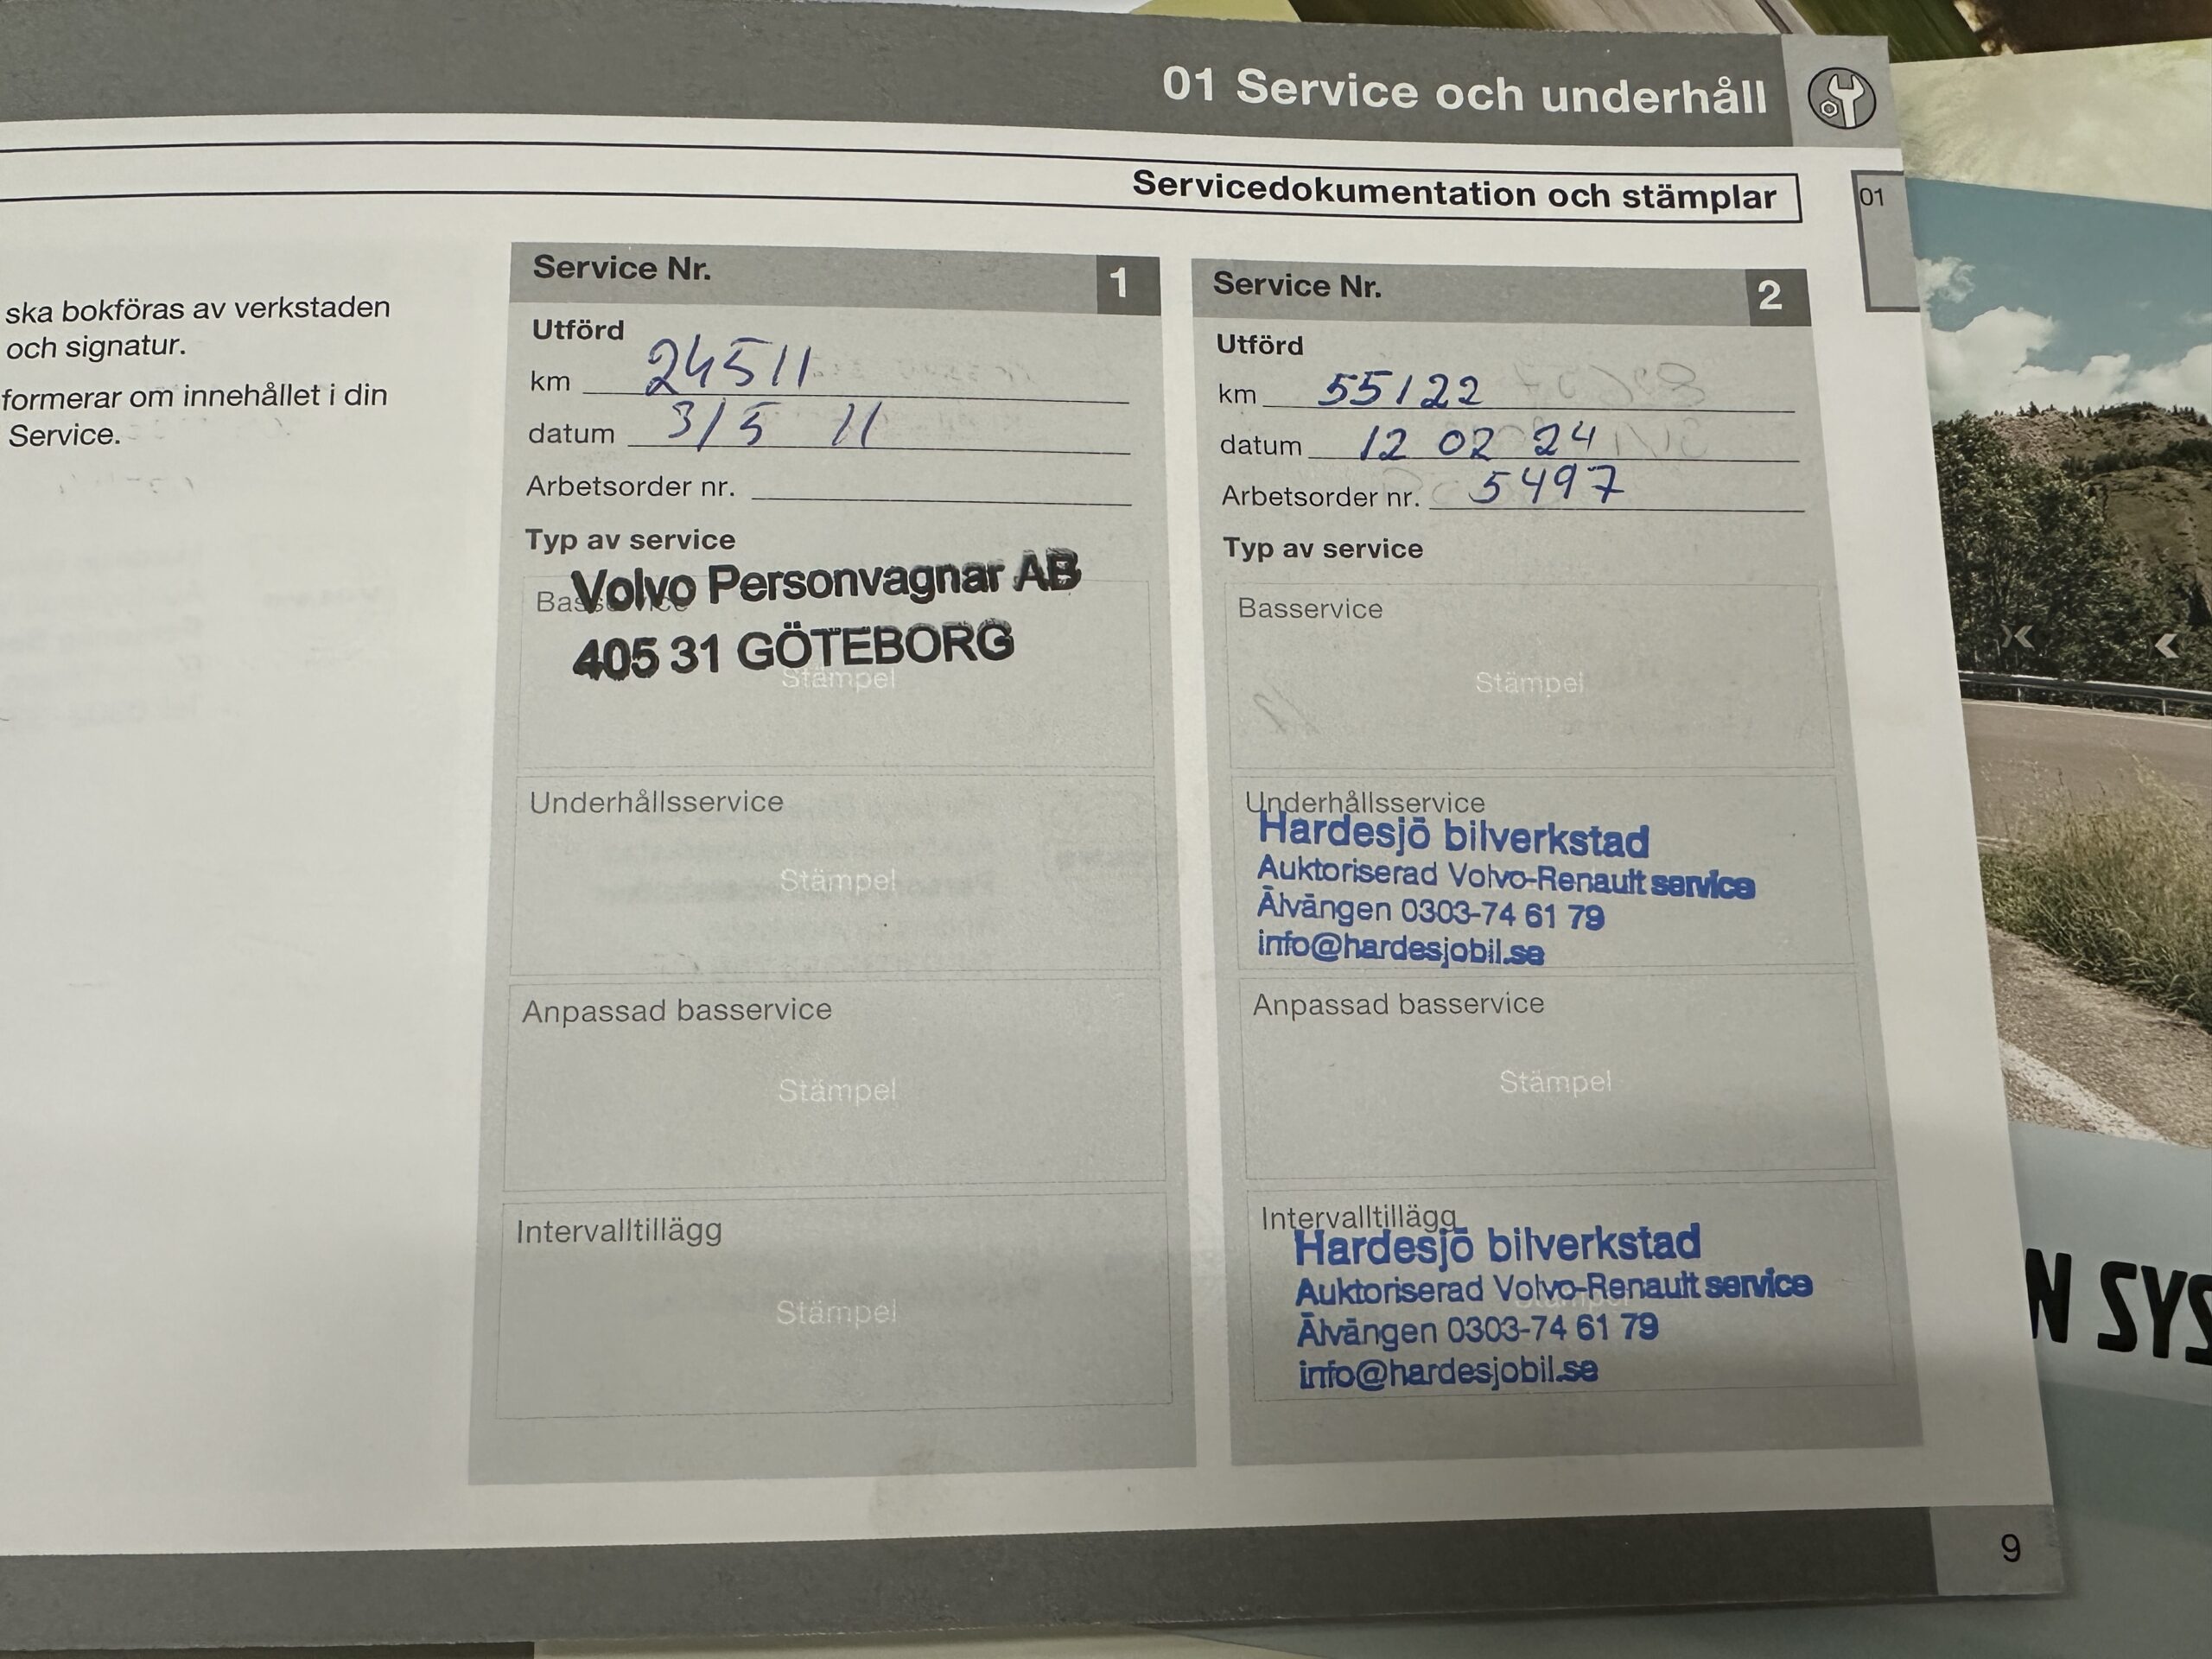 01 Service och underhåll
Servicedokumentation och stämplar
01
ska bokföras av verkstaden
och signatur.
formerar om innehållet i din
Service.
Service Nr. 1
Utförd
km 24511
datum 3/5 11
Arbetsorder nr.
Typ av service
Basservice
Volvo Personvagnar AB
405 31 GÖTEBORG
Stämpel
Underhållsservice
Stämpel
Anpassad basservice
Stämpel
Intervalltillägg
Stämpel
Service Nr. 2
Utförd
km 55122
datum 12 02 24
Arbetsorder nr. 5497
Typ av service
Basservice
Stämpel
Underhållsservice
Hardesjö bilverkstad
Auktoriserad Volvo-Renault service
Älvängen 0303-74 61 79
info@hardesjobil.se
Anpassad basservice
Stämpel
Intervalltillägg
Hardesjö bilverkstad
Auktoriserad Volvo-Renault service
Stämpel
Älvängen 0303-74 61 79
info@hardesjobil.se
9
N SYS